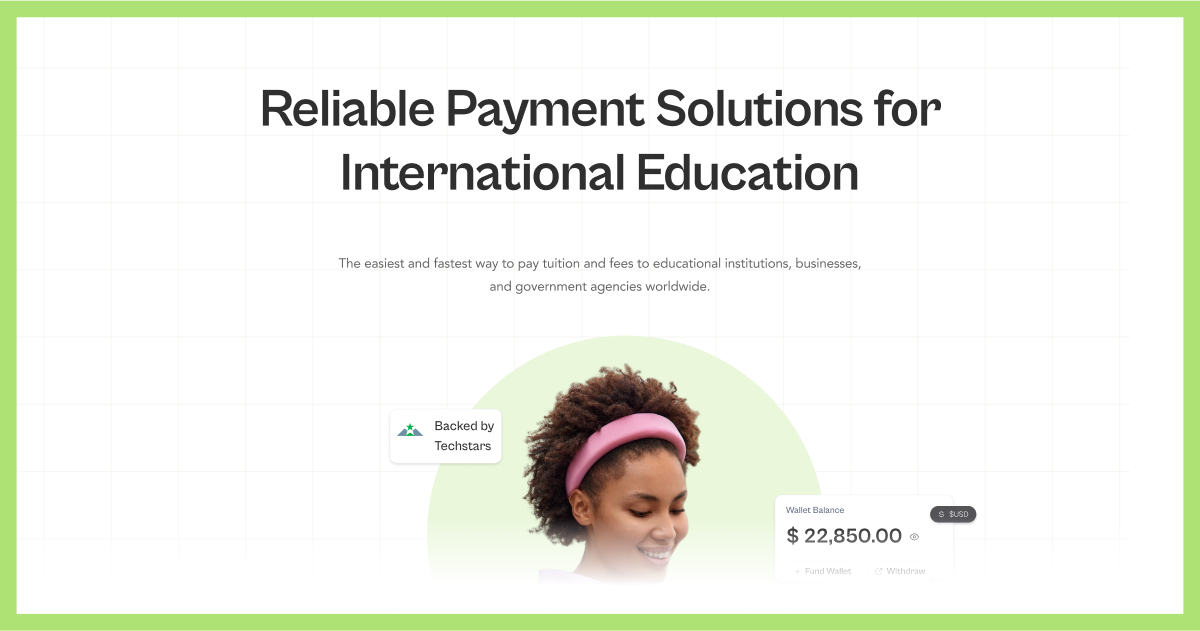 Reliable Payment Solutions for
International Education
The easiest and fastest way to pay tuition and fees to educational institutions, businesses,
and government agencies worldwide.
Backed by
Techstars
Wallet Balance
$ $USD
$ 22,850.00
+ Fund Wallet Withdraw